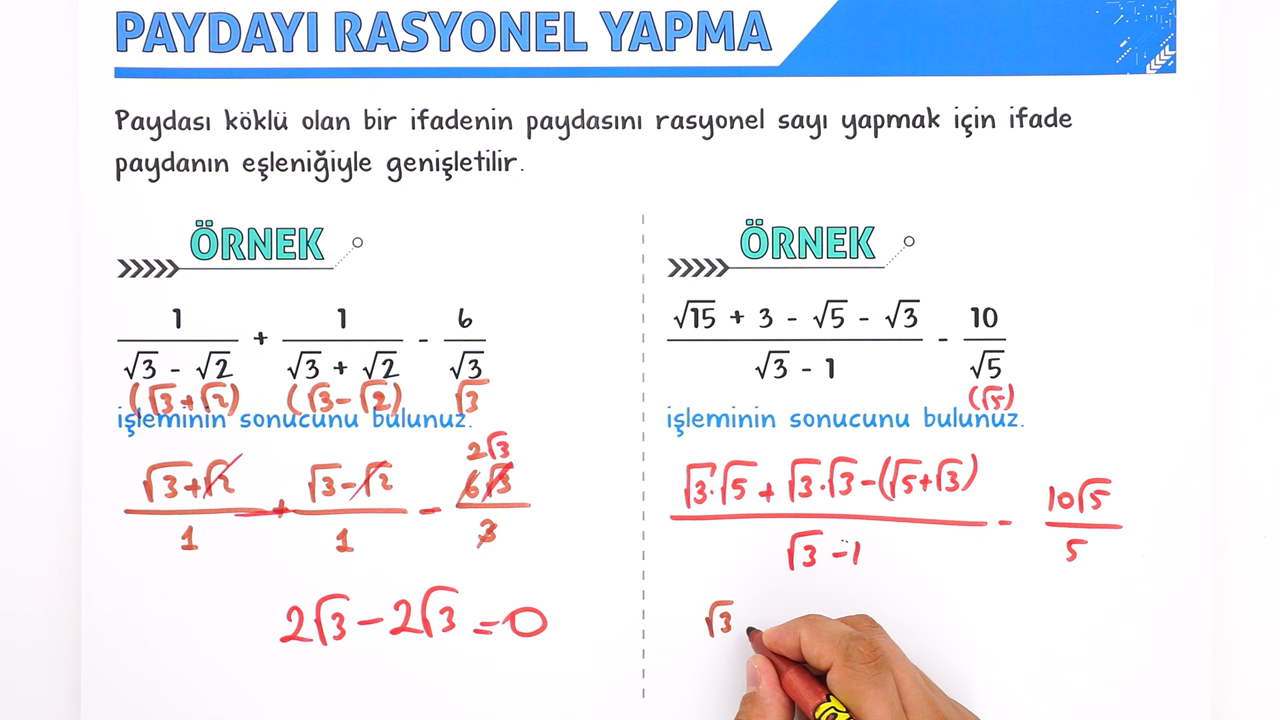 PAYDAYI RASYONEL YAPMA
Paydası köklü olan bir ifadenin paydasını rasyonel sayı yapmak için ifade
paydanın eşleniğiyle genişletilir.
ÖRNEK
1/(√3 - √2) + 1/(√3 + √2) - 6/√3
(√3+√2) (√3-√2) √3
işleminin sonucunu bulunuz.
(√3+√2)/1 + (√3-√2)/1 - 6√3/3
2√3
2√3-2√3=0
ÖRNEK
(√15 + 3 - √5 - √3)/(√3 - 1) - 10/√5
(√5)
işleminin sonucunu bulunuz.
(√3·√5+√3·√3-(√5+√3))/(√3-1) - 10√5/5
√3